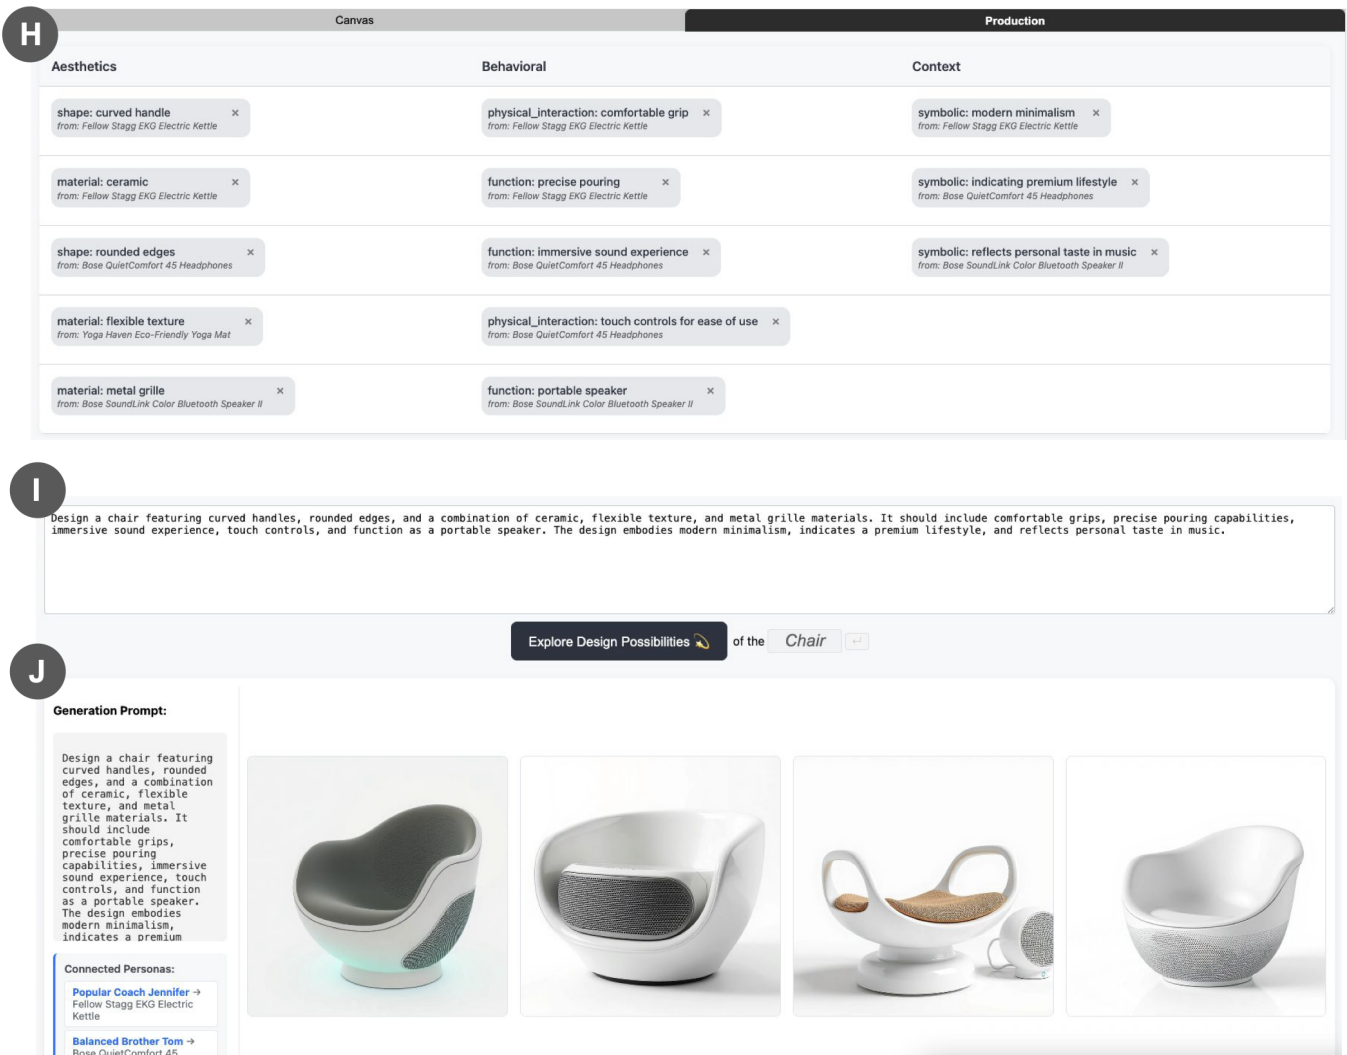 H
Canvas
Production
Aesthetics
Behavioral
Context
shape: curved handle ×
from: Fellow Stagg EKG Electric Kettle
physical_interaction: comfortable grip ×
from: Fellow Stagg EKG Electric Kettle
symbolic: modern minimalism ×
from: Fellow Stagg EKG Electric Kettle
material: ceramic ×
from: Fellow Stagg EKG Electric Kettle
function: precise pouring ×
from: Fellow Stagg EKG Electric Kettle
symbolic: indicating premium lifestyle ×
from: Bose QuietComfort 45 Headphones
shape: rounded edges ×
from: Bose QuietComfort 45 Headphones
function: immersive sound experience ×
from: Bose QuietComfort 45 Headphones
symbolic: reflects personal taste in music ×
from: Bose SoundLink Color Bluetooth Speaker II
material: flexible texture ×
from: Yoga Haven Eco-Friendly Yoga Mat
physical_interaction: touch controls for ease of use ×
from: Bose QuietComfort 45 Headphones
material: metal grille ×
from: Bose SoundLink Color Bluetooth Speaker II
function: portable speaker ×
from: Bose SoundLink Color Bluetooth Speaker II
I
Design a chair featuring curved handles, rounded edges, and a combination of ceramic, flexible texture, and metal grille materials. It should include comfortable grips, precise pouring capabilities,
immersive sound experience, touch controls, and function as a portable speaker. The design embodies modern minimalism, indicates a premium lifestyle, and reflects personal taste in music.
Explore Design Possibilities 💫 of the Chair ↵
J
Generation Prompt:
Design a chair featuring
curved handles, rounded
edges, and a combination
of ceramic, flexible
texture, and metal
grille materials. It
should include
comfortable grips,
precise pouring
capabilities, immersive
sound experience, touch
controls, and function
as a portable speaker.
The design embodies
modern minimalism,
indicates a premium
Connected Personas:
Popular Coach Jennifer →
Fellow Stagg EKG Electric
Kettle
Balanced Brother Tom →
Bose QuietComfort 45